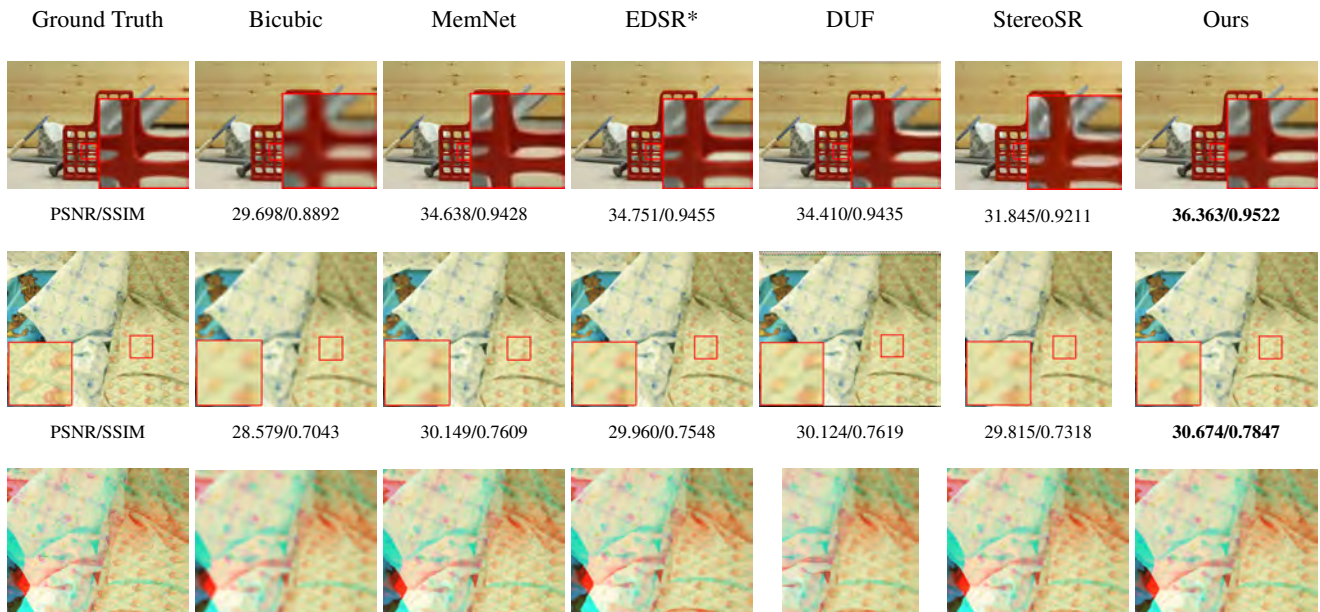 Ground Truth Bicubic MemNet EDSR* DUF StereoSR Ours
PSNR/SSIM 29.698/0.8892 34.638/0.9428 34.751/0.9455 34.410/0.9435 31.845/0.9211 36.363/0.9522
PSNR/SSIM 28.579/0.7043 30.149/0.7609 29.960/0.7548 30.124/0.7619 29.815/0.7318 30.674/0.7847